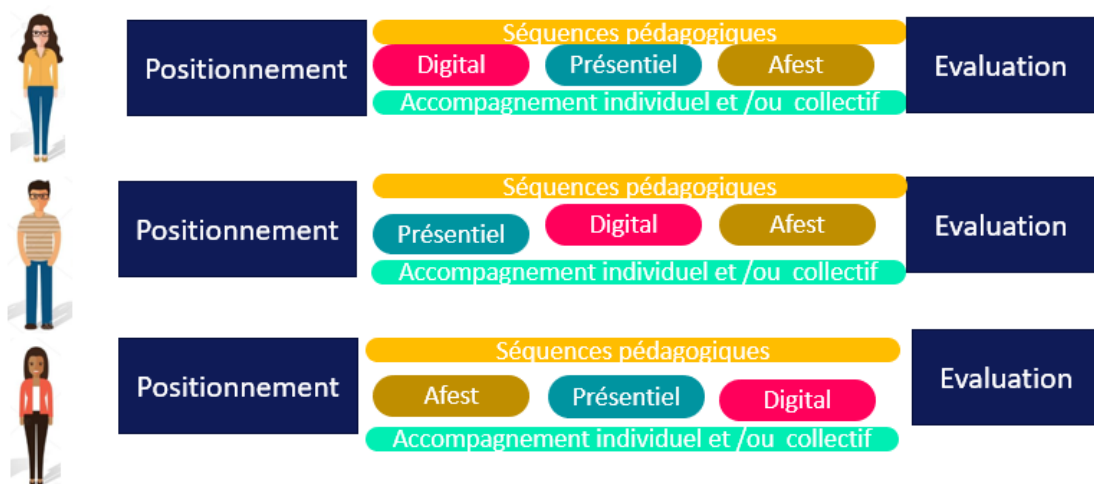 Séquences pédagogiques
Positionnement
Digital
Présentiel
Afest
Evaluation
Accompagnement individuel et /ou collectif
Séquences pédagogiques
Positionnement
Présentiel
Digital
Afest
Evaluation
Accompagnement individuel et /ou collectif
Séquences pédagogiques
Positionnement
Afest
Présentiel
Digital
Evaluation
Accompagnement individuel et /ou collectif